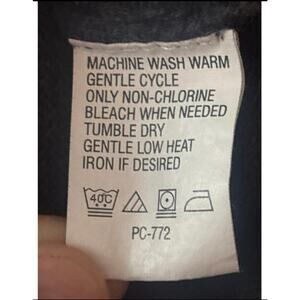 MACHINE WASH WARM
GENTLE CYCLE
ONLY NON-CHLORINE
BLEACH WHEN NEEDED
TUMBLE DRY
GENTLE LOW HEAT
IRON IF DESIRED
40C
PC-772